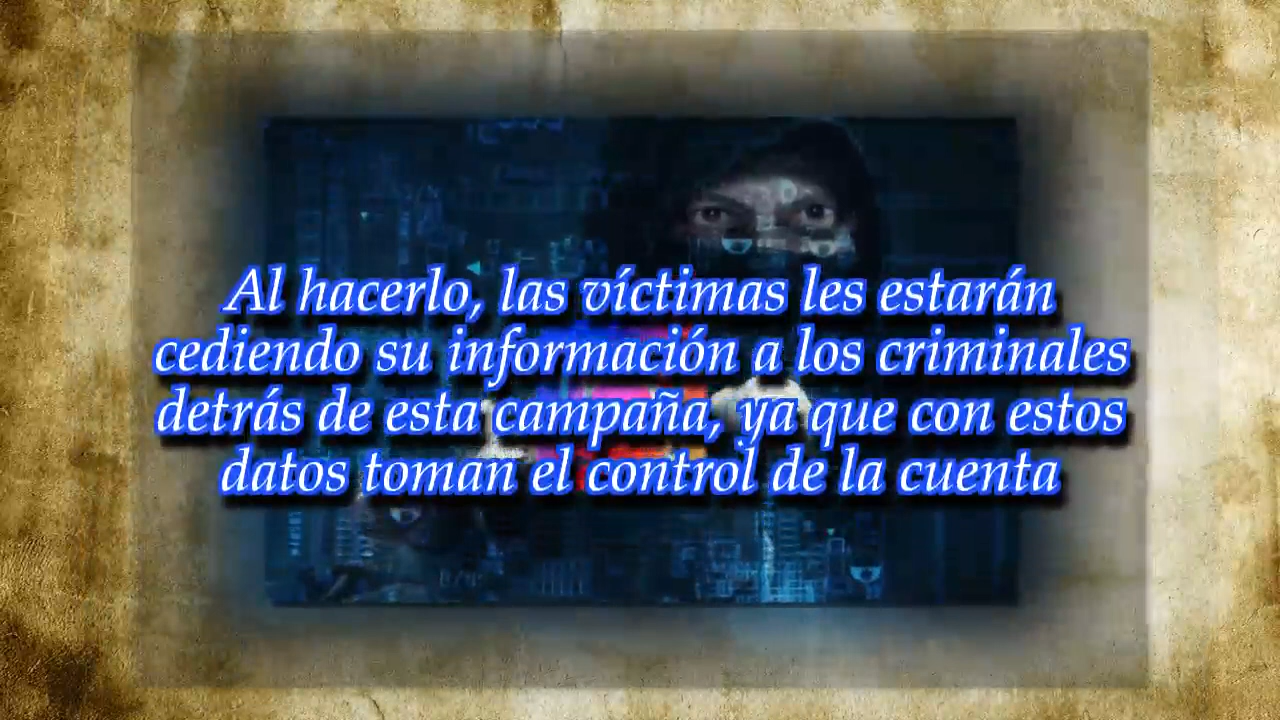 Al hacerlo, las víctimas les estarán
cediendo su información a los criminales
detrás de esta campaña, ya que con estos
datos toman el control de la cuenta